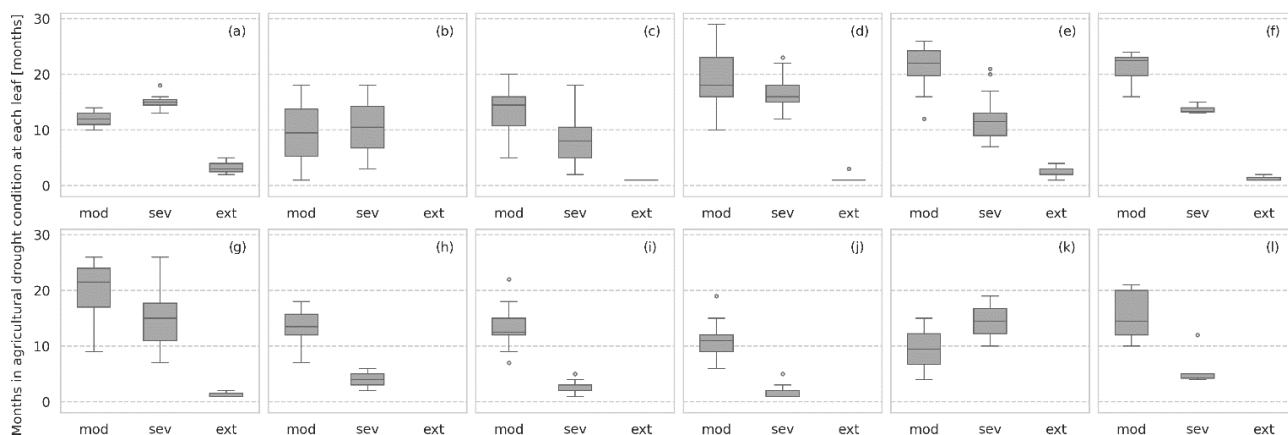 Months in agricultural drought condition at each leaf [months]
30 (a) (b) (c) (d) (e) (f)
20
10
0
mod sev ext mod sev ext mod sev ext mod sev ext mod sev ext mod sev ext
30 (g) (h) (i) (j) (k) (l)
20
10
0
mod sev ext mod sev ext mod sev ext mod sev ext mod sev ext mod sev ext